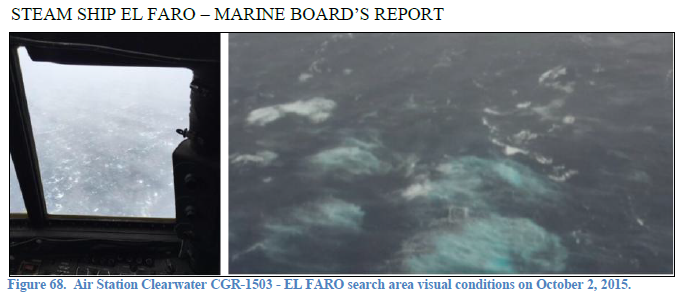 STEAM SHIP EL FARO – MARINE BOARD'S REPORT
Figure 68.  Air Station Clearwater CGR-1503 - EL FARO search area visual conditions on October 2, 2015.